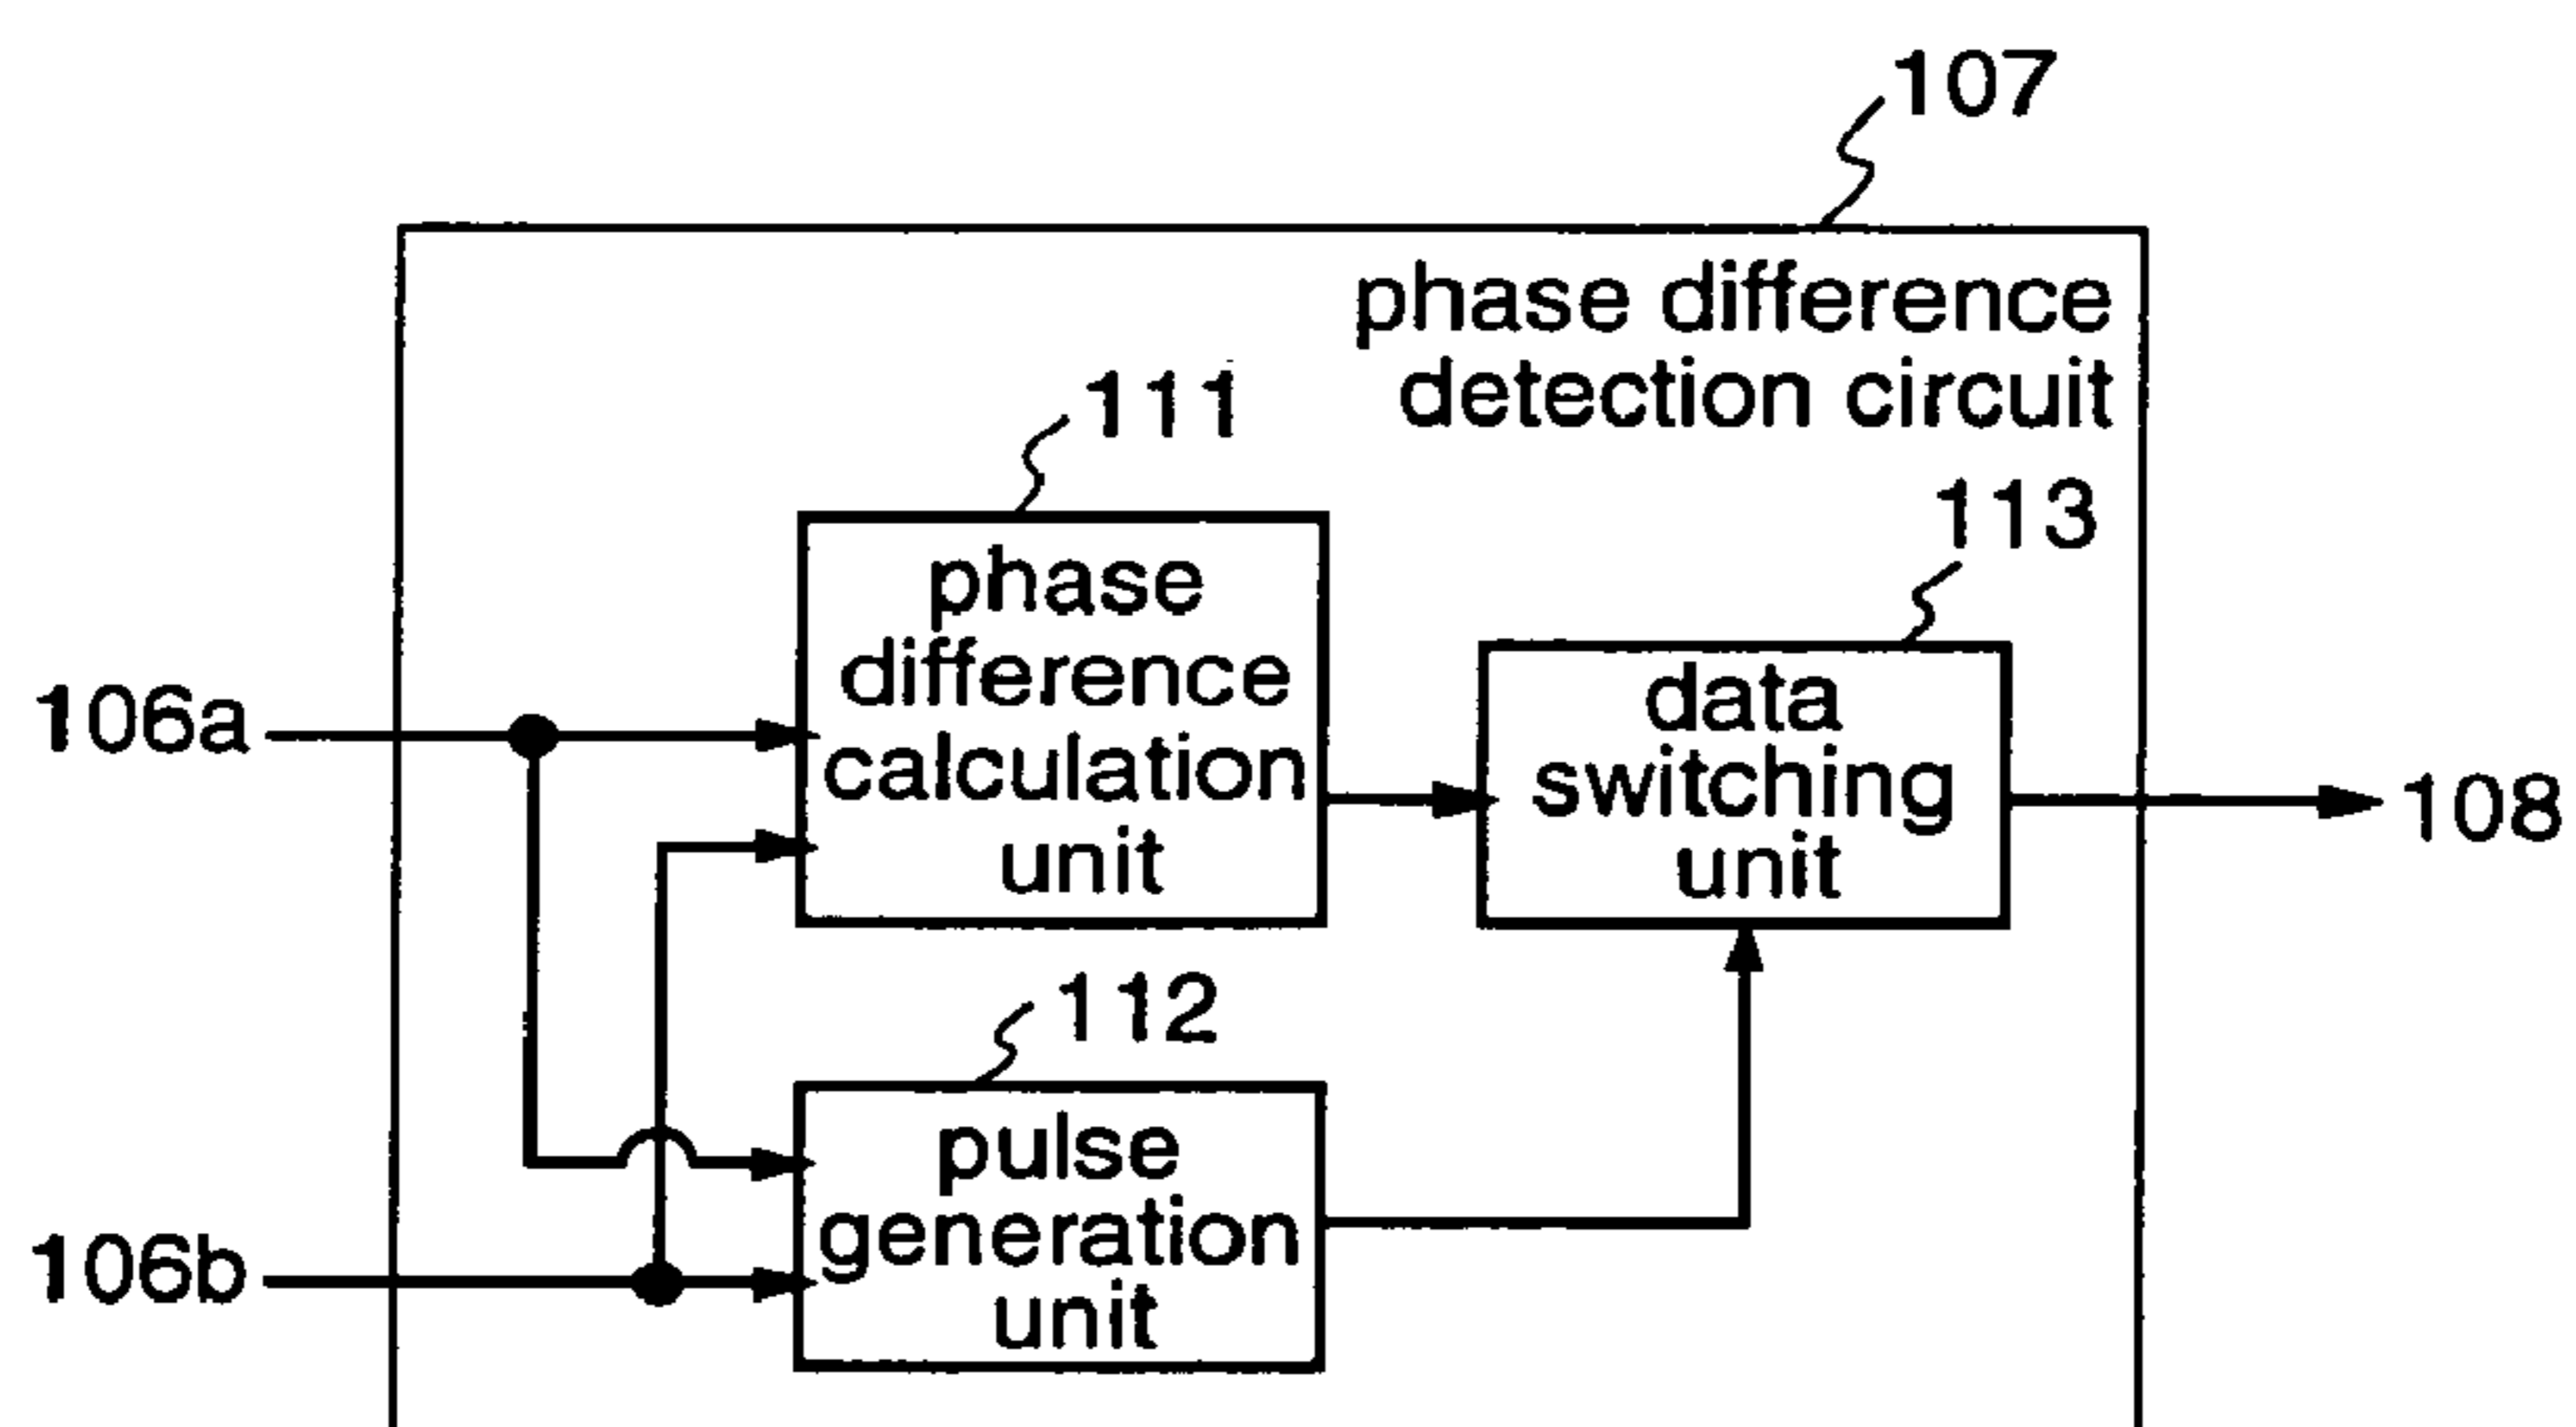 107
phase difference
detection circuit
111
113
phase
difference
calculation
unit
data
switching
unit
106a
108
112
pulse
generation
unit
106b